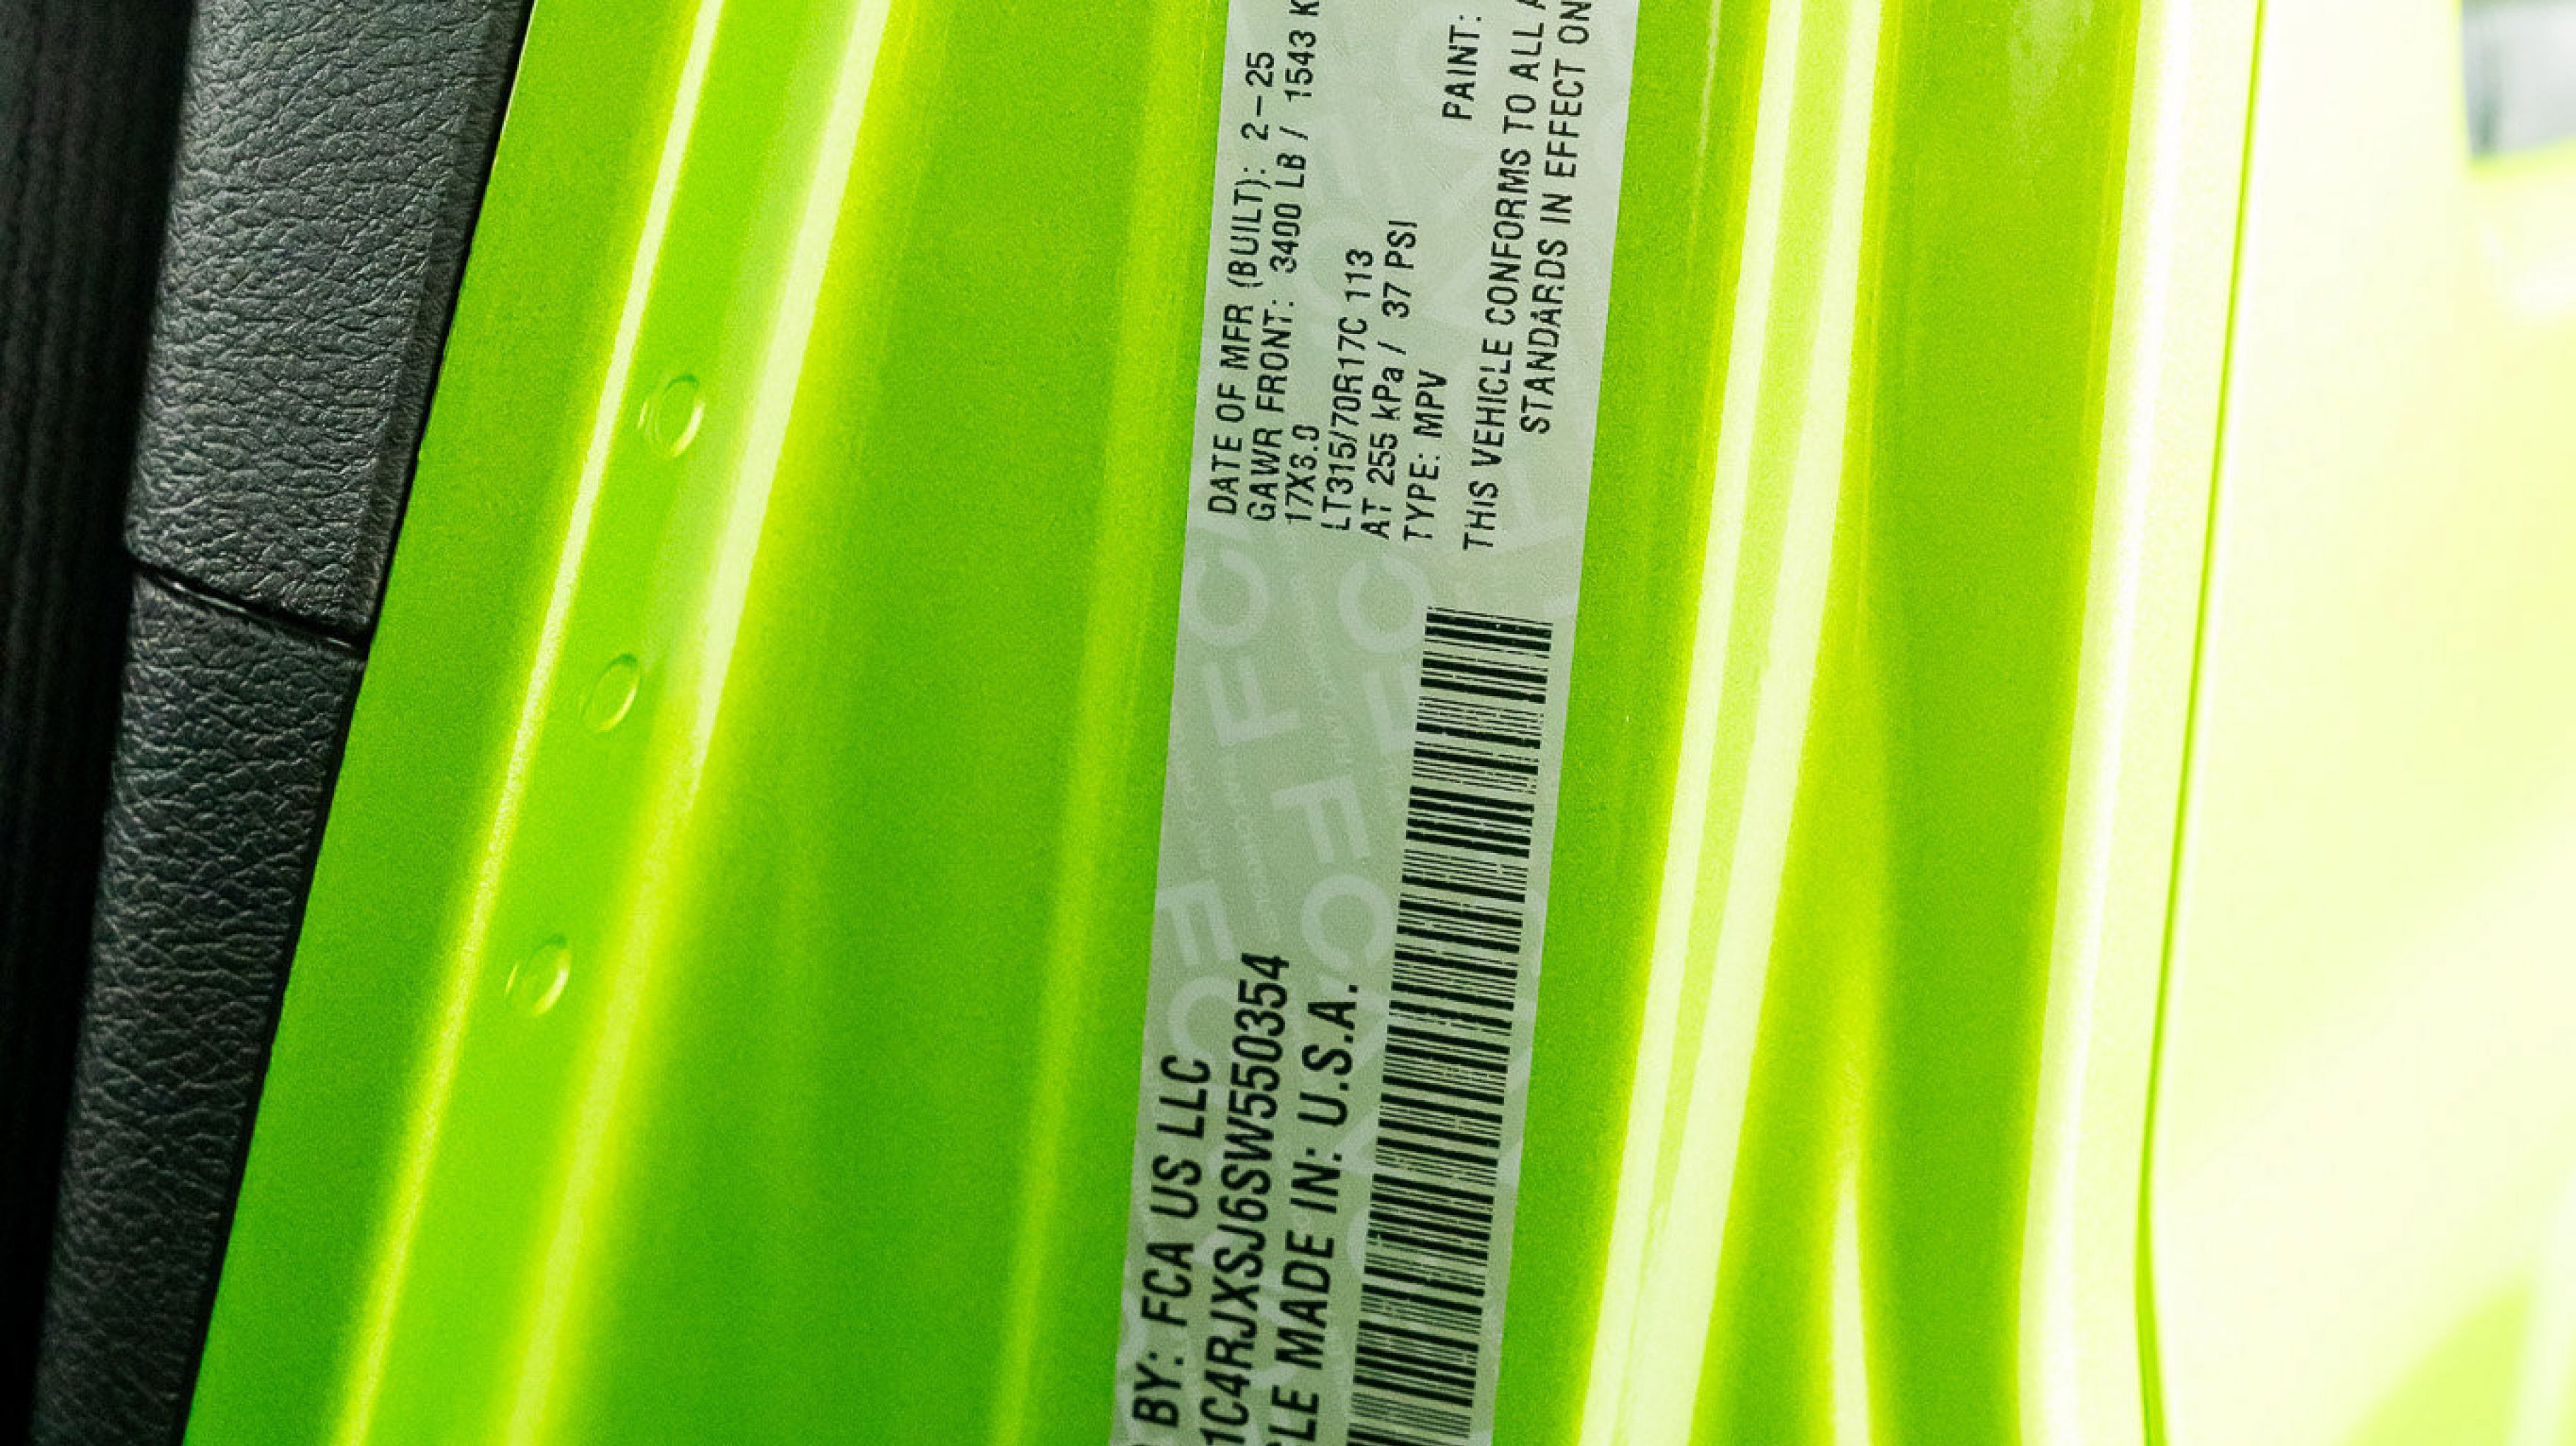 BY: FCA US LLC
1C4RJXSJ6SW550354
CLE MADE IN: U.S.A.
DATE OF MFR (BUILT): 2-25
GAWR FRONT: 3400 LB / 1543 K
17X8.0
LT315/70R17C 113
AT 255 kPa / 37 PSI
TYPE: MPV
PAINT:
THIS VEHICLE CONFORMS TO ALL A
STANDARDS IN EFFECT ON